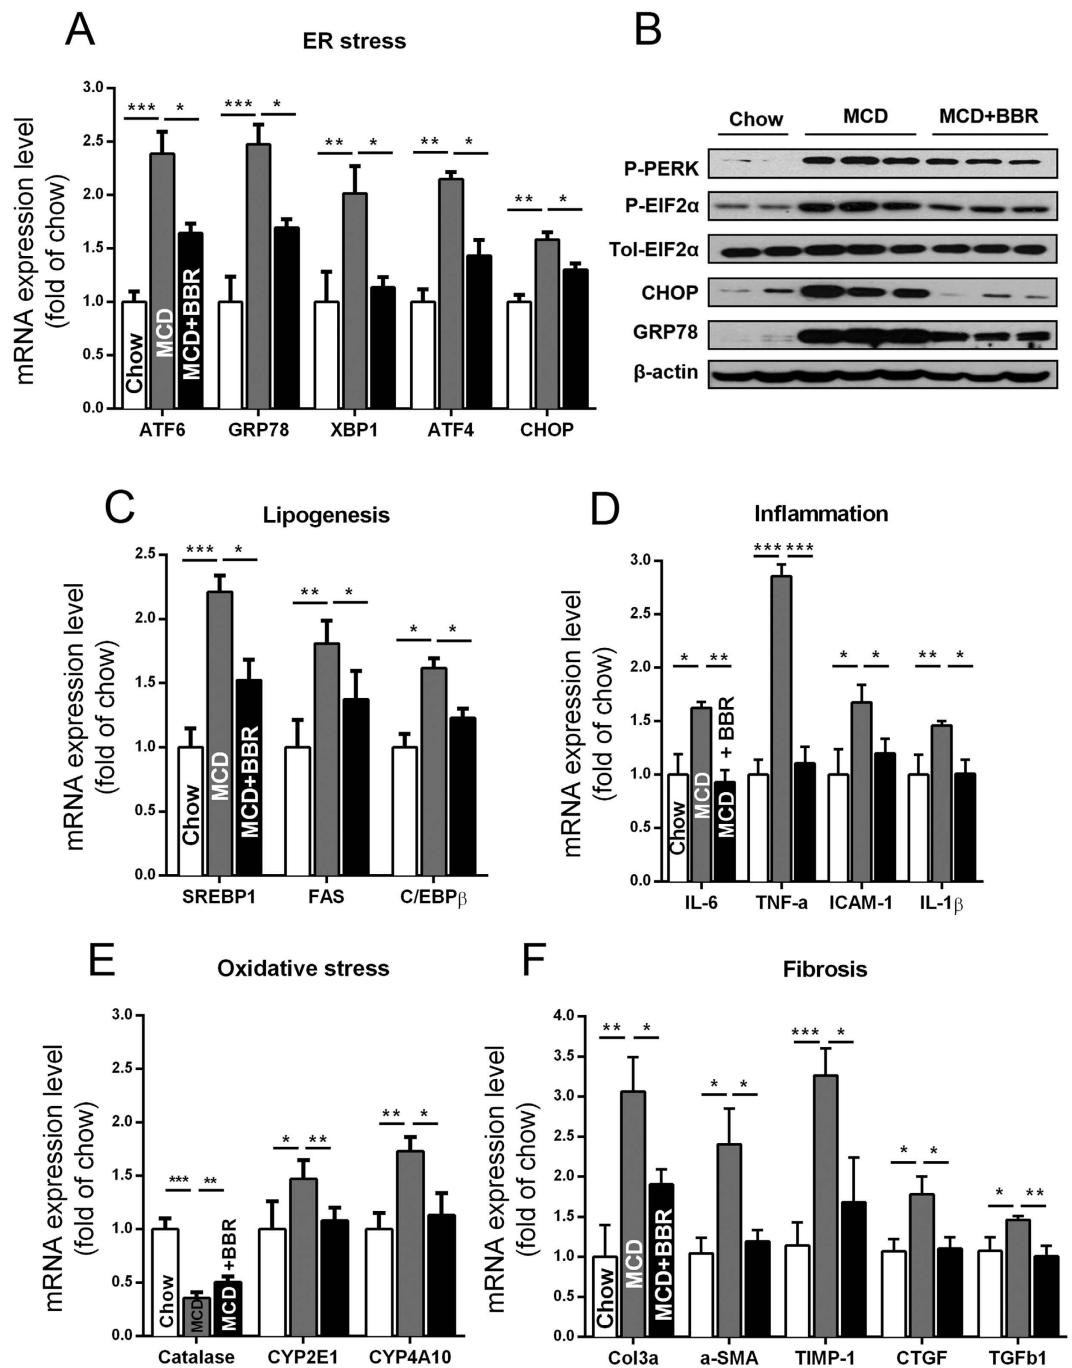 A
ER stress
mRNA expression level
(fold of chow)
3.0
2.5
2.0
1.5
1.0
0.5
0.0
*** * *** * ** * ** * ** *
Chow
MCD
MCD+BBR
ATF6 GRP78 XBP1 ATF4 CHOP
B
Chow MCD MCD+BBR
P-PERK
P-EIF2α
Tol-EIF2α
CHOP
GRP78
β-actin
C
Lipogenesis
mRNA expression level
(fold of chow)
2.5
2.0
1.5
1.0
0.5
0.0
*** * ** * * *
Chow
MCD
MCD+BBR
SREBP1 FAS C/EBPβ
D
Inflammation
mRNA expression level
(fold of chow)
3.0
2.5
2.0
1.5
1.0
0.5
0.0
* ** *** *** * * ** *
Chow
MCD
MCD + BBR
IL-6 TNF-a ICAM-1 IL-1β
E
Oxidative stress
mRNA expression level
(fold of chow)
3.0
2.5
2.0
1.5
1.0
0.5
0.0
*** ** * ** ** *
Chow
MCD
MCD+BBR
Catalase CYP2E1 CYP4A10
F
Fibrosis
mRNA expression level
(fold of chow)
4.0
3.5
3.0
2.5
2.0
1.5
1.0
0.5
0.0
** * * * *** * * * * **
Chow
MCD
MCD+BBR
Col3a a-SMA TIMP-1 CTGF TGFb1